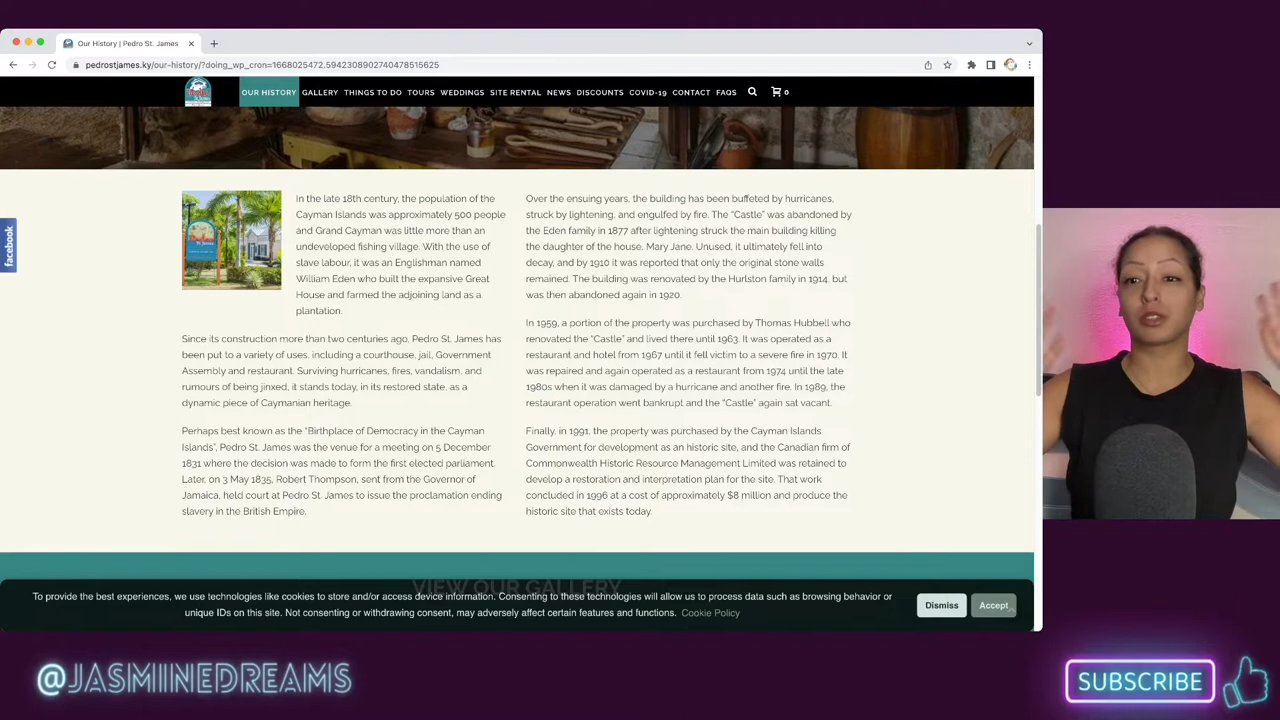 Our History | Pedro St. James
pedrostjames.ky/our-history/?doing_wp_cron=1668025472.5942308902740478515625
OUR HISTORY GALLERY THINGS TO DO TOURS WEDDINGS SITE RENTAL NEWS DISCOUNTS COVID-19 CONTACT FAQS 0
facebook
In the late 18th century, the population of the
Cayman Islands was approximately 500 people
and Grand Cayman was little more than an
undeveloped fishing village. With the use of
slave labour, it was an Englishman named
William Eden who built the expansive Great
House and farmed the adjoining land as a
plantation.
Since its construction more than two centuries ago, Pedro St. James has
been put to a variety of uses, including a courthouse, jail, Government
Assembly and restaurant. Surviving hurricanes, fires, vandalism, and
rumours of being jinxed, it stands today, in its restored state, as a
dynamic piece of Caymanian heritage.
Perhaps best known as the “Birthplace of Democracy in the Cayman
Islands”, Pedro St. James was the venue for a meeting on 5 December
1831 where the decision was made to form the first elected parliament.
Later, on 3 May 1835, Robert Thompson, sent from the Governor of
Jamaica, held court at Pedro St. James to issue the proclamation ending
slavery in the British Empire.
Over the ensuing years, the building has been buffeted by hurricanes,
struck by lightening, and engulfed by fire. The “Castle” was abandoned by
the Eden family in 1877 after lightening struck the main building killing
the daughter of the house, Mary Jane. Unused, it ultimately fell into
decay, and by 1910 it was reported that only the original stone walls
remained. The building was renovated by the Hurlston family in 1914, but
was then abandoned again in 1920.
In 1959, a portion of the property was purchased by Thomas Hubbell who
renovated the “Castle” and lived there until 1963. It was operated as a
restaurant and hotel from 1967 until it fell victim to a severe fire in 1970. It
was repaired and again operated as a restaurant from 1974 until the late
1980s when it was damaged by a hurricane and another fire. In 1989, the
restaurant operation went bankrupt and the “Castle” again sat vacant.
Finally, in 1991, the property was purchased by the Cayman Islands
Government for development as an historic site, and the Canadian firm of
Commonwealth Historic Resource Management Limited was retained to
develop a restoration and interpretation plan for the site. That work
concluded in 1996 at a cost of approximately $8 million and produce the
historic site that exists today.
VIEW OUR GALLERY
To provide the best experiences, we use technologies like cookies to store and/or access device information. Consenting to these technologies will allow us to process data such as browsing behavior or
unique IDs on this site. Not consenting or withdrawing consent, may adversely affect certain features and functions. Cookie Policy
Dismiss
Accept
@JASMIINEDREAMS
SUBSCRIBE